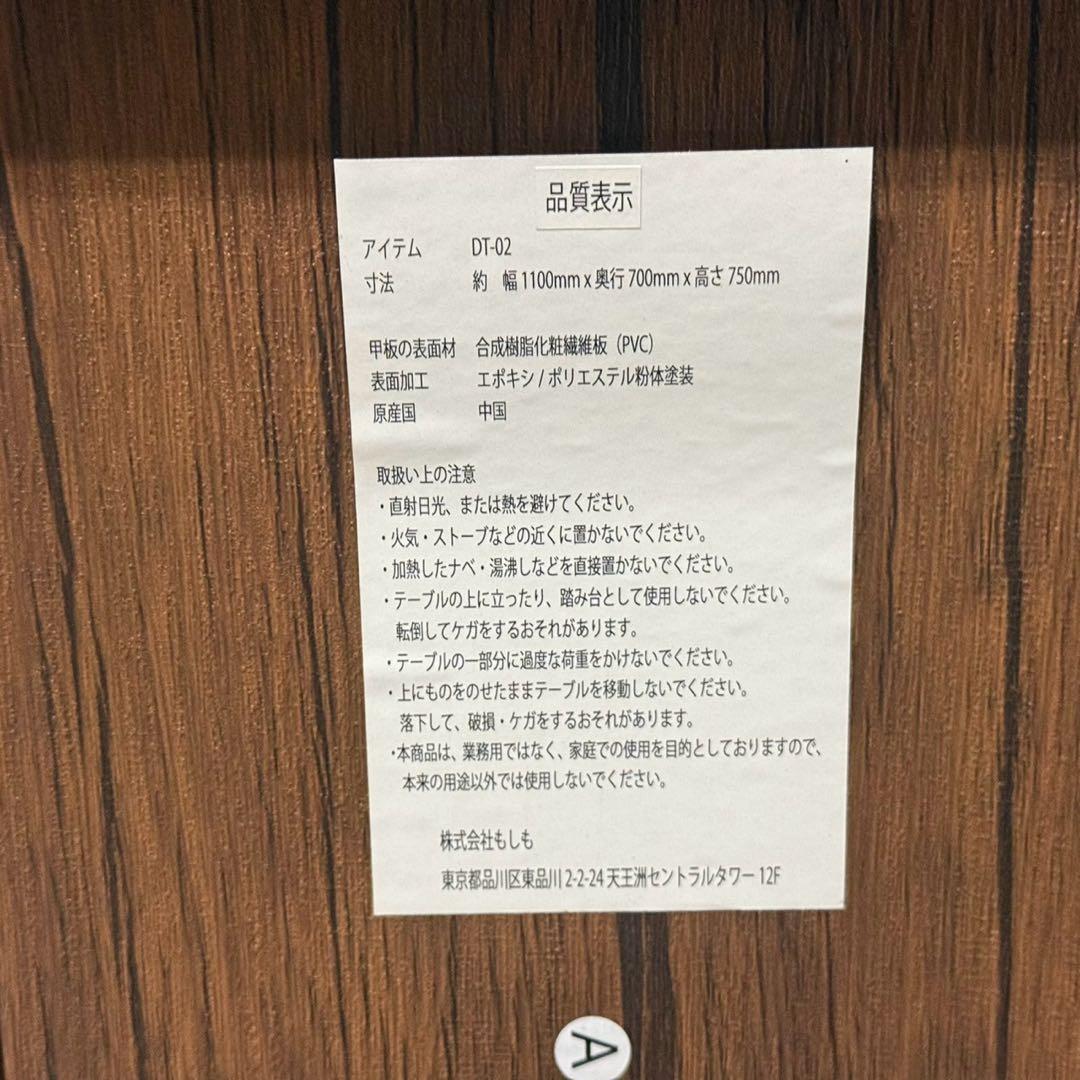 品質表示
アイテム DT-02
寸法 約 幅 1100mm x 奥行 700mm x 高さ 750mm
甲板の表面材 合成樹脂化粧繊維板（PVC）
表面加工 エポキシ / ポリエステル粉体塗装
原産国 中国
取扱い上の注意
・直射日光、または熱を避けてください。
・火気・ストーブなどの近くに置かないでください。
・加熱したナベ・湯沸しなどを直接置かないでください。
・テーブルの上に立ったり、踏み台として使用しないでください。
転倒してケガをするおそれがあります。
・テーブルの一部分に過度な荷重をかけないでください。
・上にものをのせたままテーブルを移動しないでください。
落下して、破損・ケガをするおそれがあります。
・本商品は、業務用ではなく、家庭での使用を目的としておりますので、
本来の用途以外では使用しないでください。
株式会社もしも
東京都品川区東品川 2-2-24 天王洲セントラルタワー 12F
A